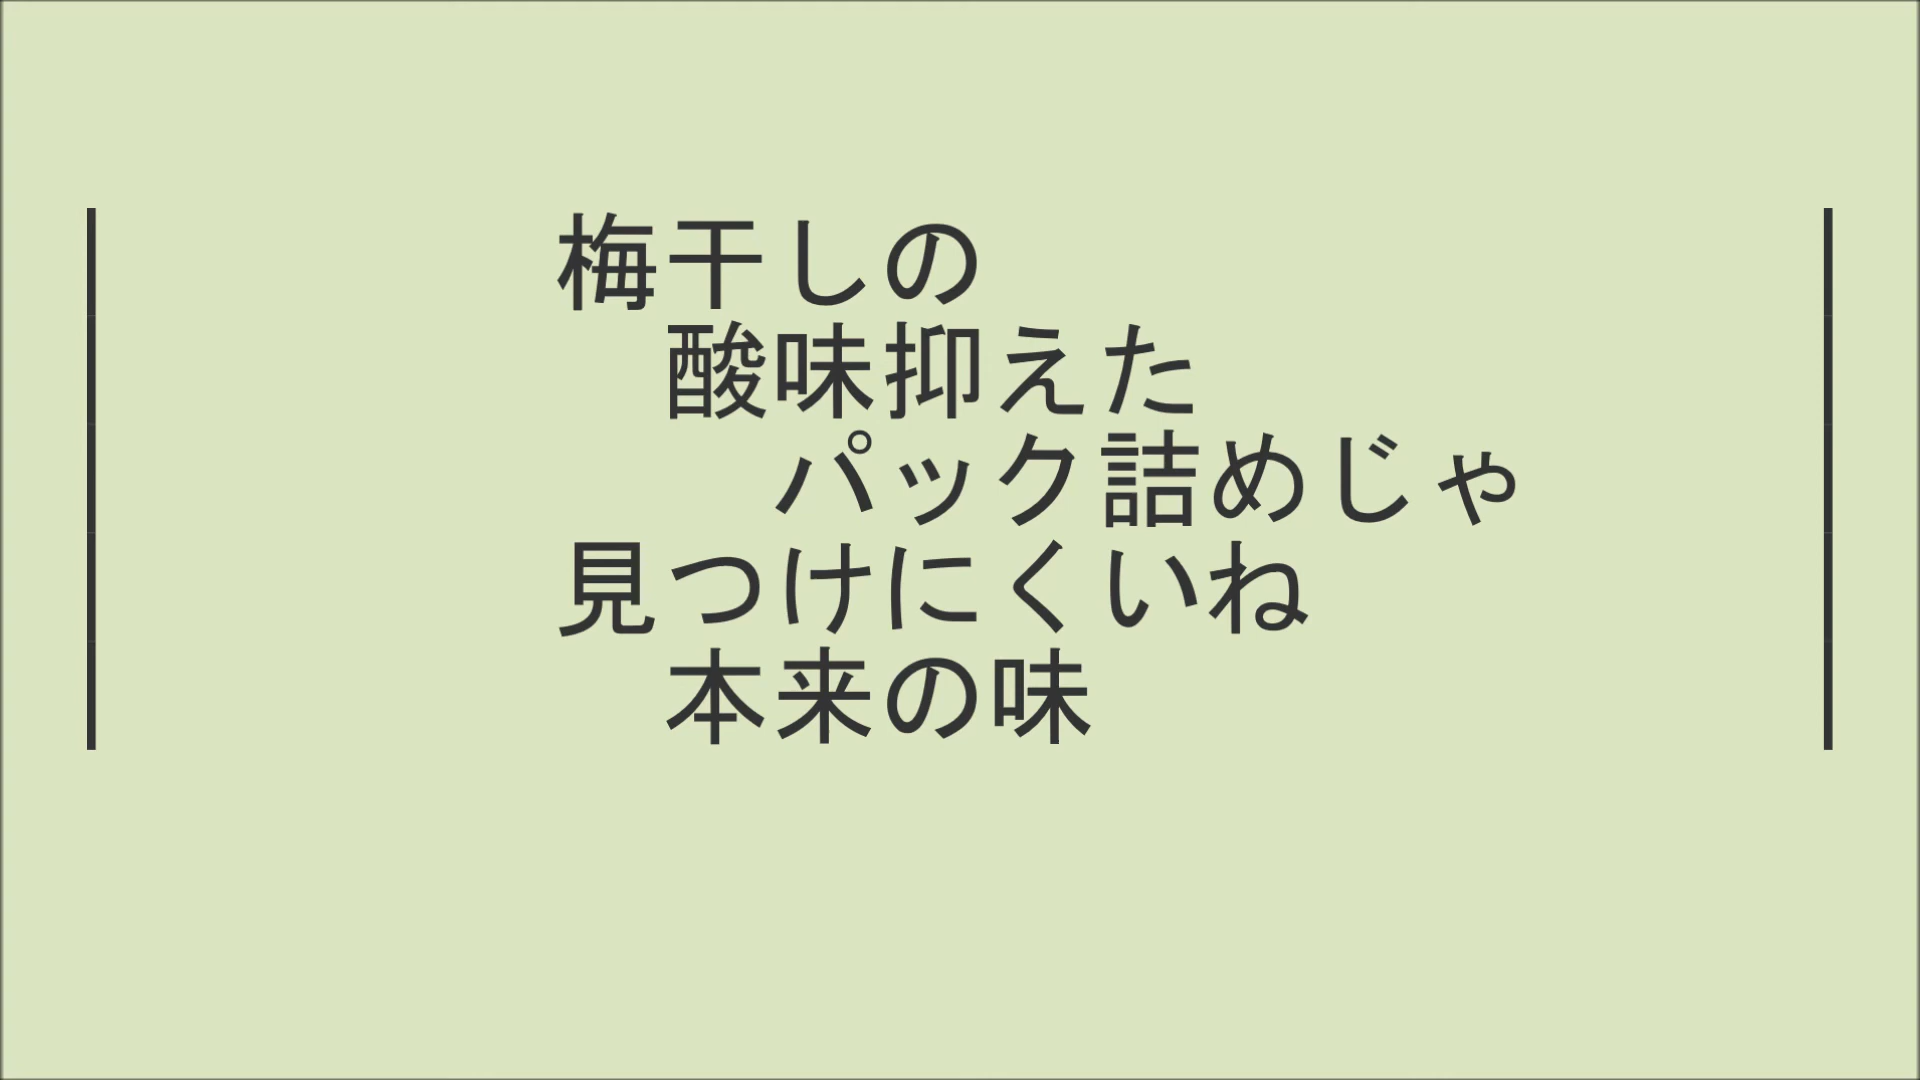 梅干しの
酸味抑えた
パック詰めじゃ
見つけにくいね
本来の味